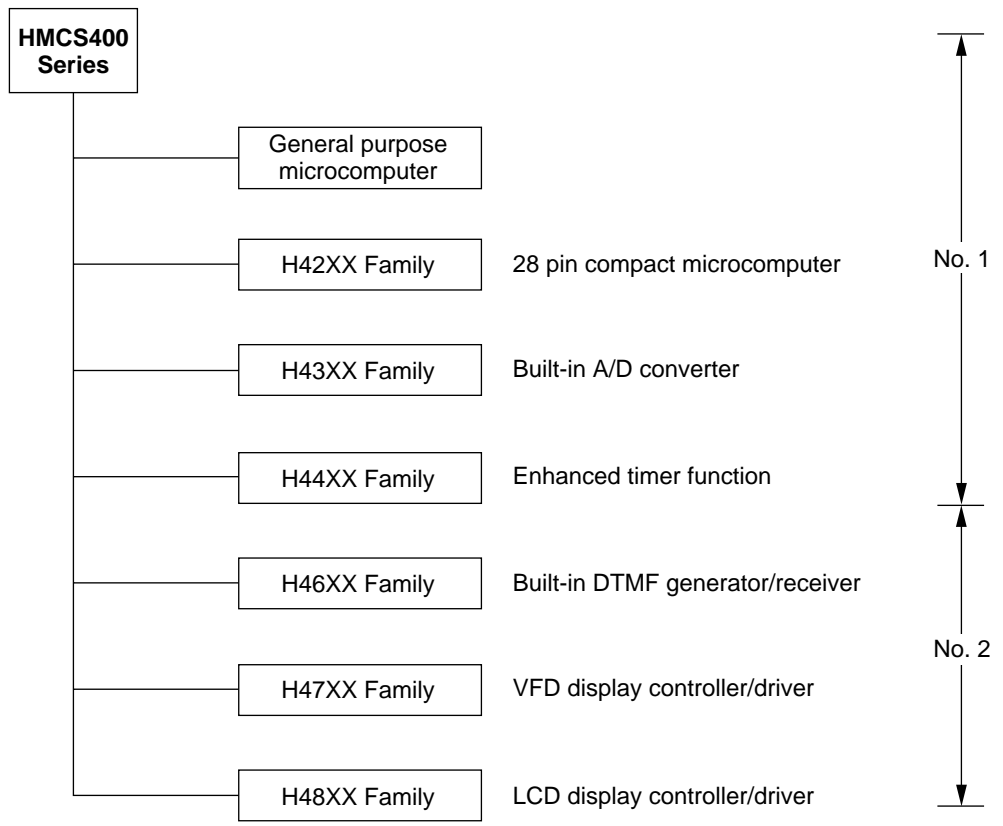 HMCS400
Series
General purpose
microcomputer
H42XX Family 28 pin compact microcomputer
No. 1
H43XX Family Built-in A/D converter
H44XX Family Enhanced timer function
H46XX Family Built-in DTMF generator/receiver
No. 2
H47XX Family VFD display controller/driver
H48XX Family LCD display controller/driver